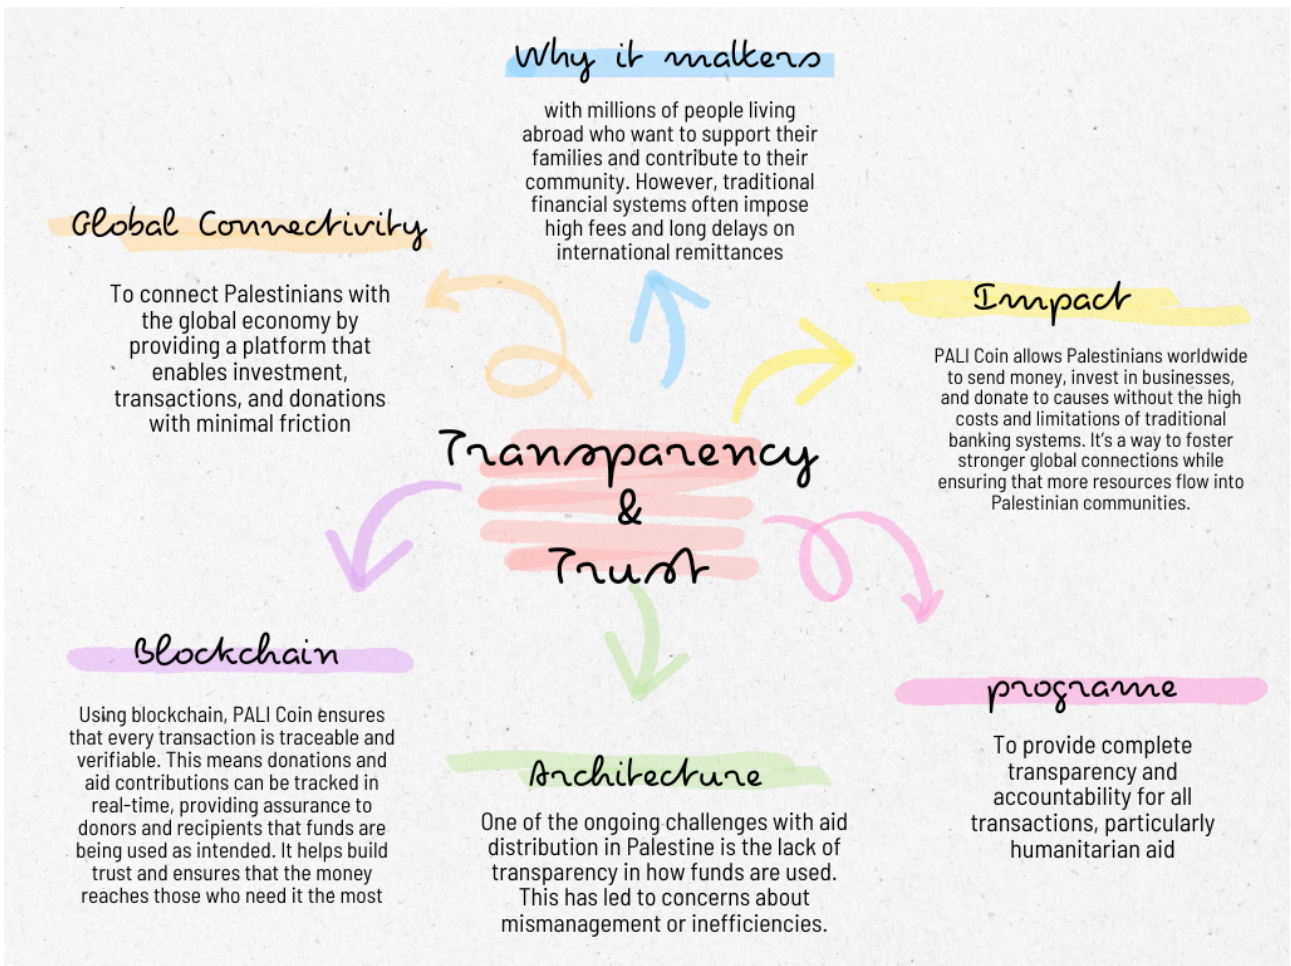 Why it matters
with millions of people living
abroad who want to support their
families and contribute to their
community. However, traditional
financial systems often impose
high fees and long delays on
international remittances
Global Connectivity
To connect Palestinians with
the global economy by
providing a platform that
enables investment,
transactions, and donations
with minimal friction
Impact
PALI Coin allows Palestinians worldwide
to send money, invest in businesses,
and donate to causes without the high
costs and limitations of traditional
banking systems. It's a way to foster
stronger global connections while
ensuring that more resources flow into
Palestinian communities.
Transparency
&
Trust
Blockchain
Using blockchain, PALI Coin ensures
that every transaction is traceable and
verifiable. This means donations and
aid contributions can be tracked in
real-time, providing assurance to
donors and recipients that funds are
being used as intended. It helps build
trust and ensures that the money
reaches those who need it the most
Architecture
One of the ongoing challenges with aid
distribution in Palestine is the lack of
transparency in how funds are used.
This has led to concerns about
mismanagement or inefficiencies.
programe
To provide complete
transparency and
accountability for all
transactions, particularly
humanitarian aid